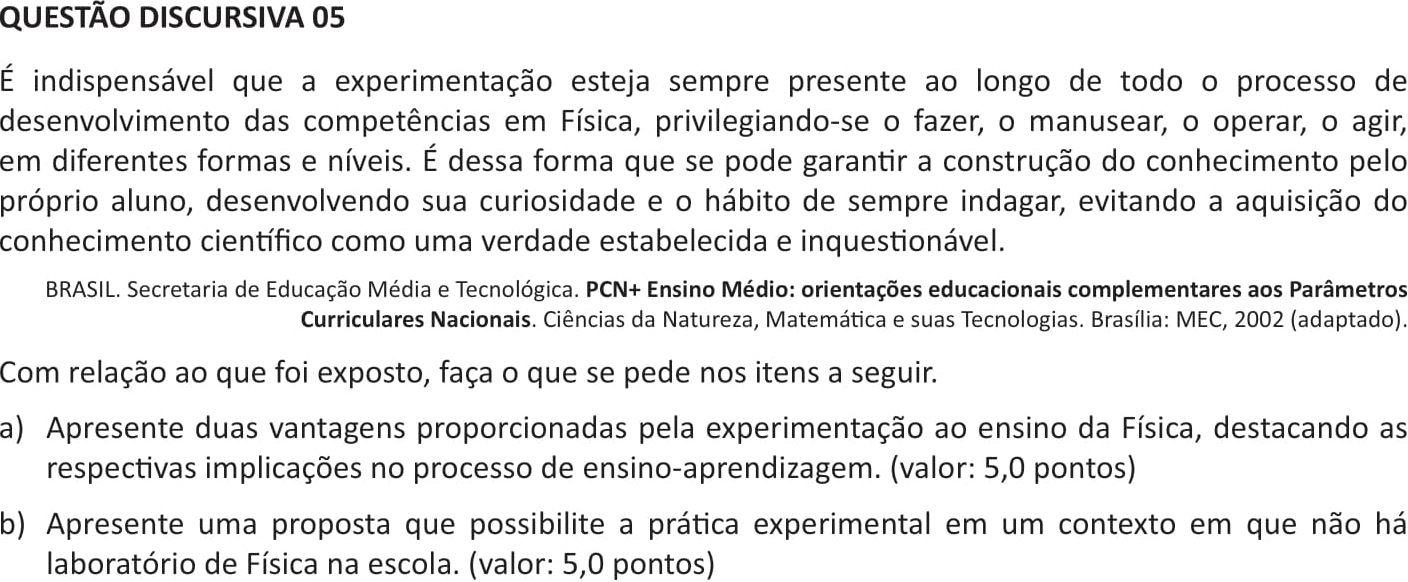 QUESTÃO DISCURSIVA 05
É indispensável que a experimentação esteja sempre presente ao longo de todo o processo de
desenvolvimento das competências em Física, privilegiando-se o fazer, o manusear, o operar, o agir,
em diferentes formas e níveis. É dessa forma que se pode garantir a construção do conhecimento pelo
próprio aluno, desenvolvendo sua curiosidade e o hábito de sempre indagar, evitando a aquisição do
conhecimento científico como uma verdade estabelecida e inquestionável.
BRASIL. Secretaria de Educação Média e Tecnológica. PCN+ Ensino Médio: orientações educacionais complementares aos Parâmetros
Curriculares Nacionais. Ciências da Natureza, Matemática e suas Tecnologias. Brasília: MEC, 2002 (adaptado).
Com relação ao que foi exposto, faça o que se pede nos itens a seguir.
a) Apresente duas vantagens proporcionadas pela experimentação ao ensino da Física, destacando as
respectivas implicações no processo de ensino-aprendizagem. (valor: 5,0 pontos)
b) Apresente uma proposta que possibilite a prática experimental em um contexto em que não há
laboratório de Física na escola. (valor: 5,0 pontos)